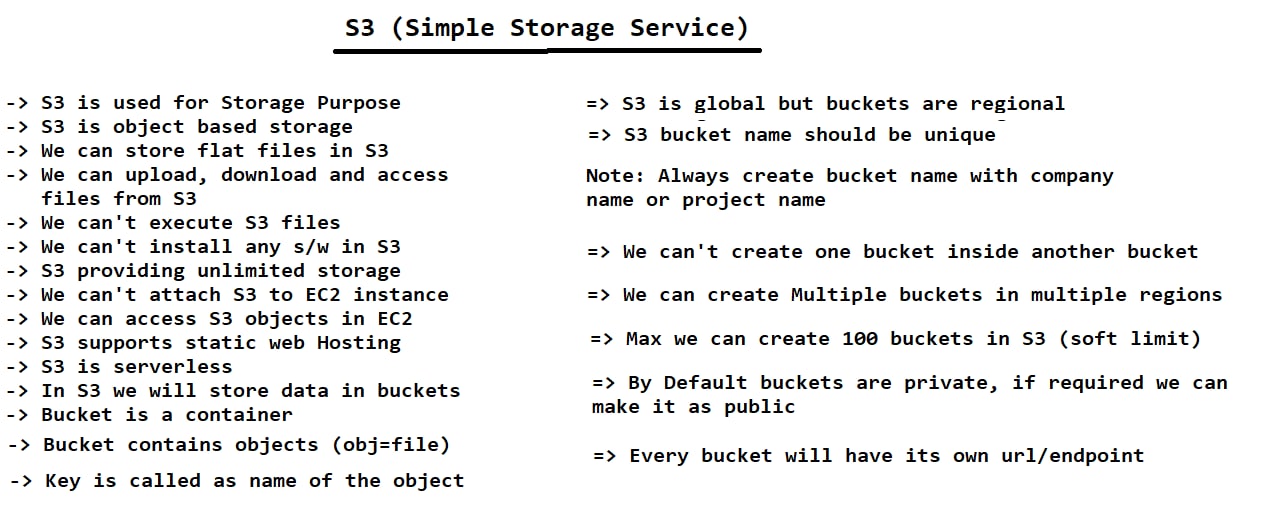 S3 (Simple Storage Service)
-> S3 is used for Storage Purpose
-> S3 is object based storage
-> We can store flat files in S3
-> We can upload, download and access
files from S3
-> We can't execute S3 files
-> We can't install any s/w in S3
-> S3 providing unlimited storage
-> We can't attach S3 to EC2 instance
-> We can access S3 objects in EC2
-> S3 supports static web Hosting
-> S3 is serverless
-> In S3 we will store data in buckets
-> Bucket is a container
-> Bucket contains objects (obj=file)
-> Key is called as name of the object
=> S3 is global but buckets are regional
=> S3 bucket name should be unique
Note: Always create bucket name with company
name or project name
=> We can't create one bucket inside another bucket
=> We can create Multiple buckets in multiple regions
=> Max we can create 100 buckets in S3 (soft limit)
=> By Default buckets are private, if required we can
make it as public
=> Every bucket will have its own url/endpoint